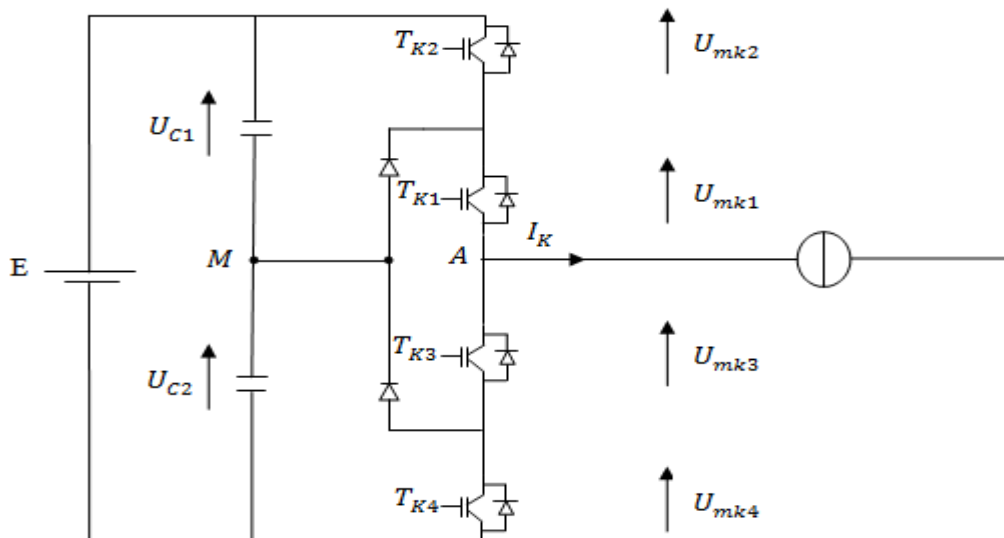 T_{K2}
U_{mk2}
U_{C1}
T_{K1}
U_{mk1}
I_K
M
A
E
T_{K3}
U_{mk3}
U_{C2}
T_{K4}
U_{mk4}